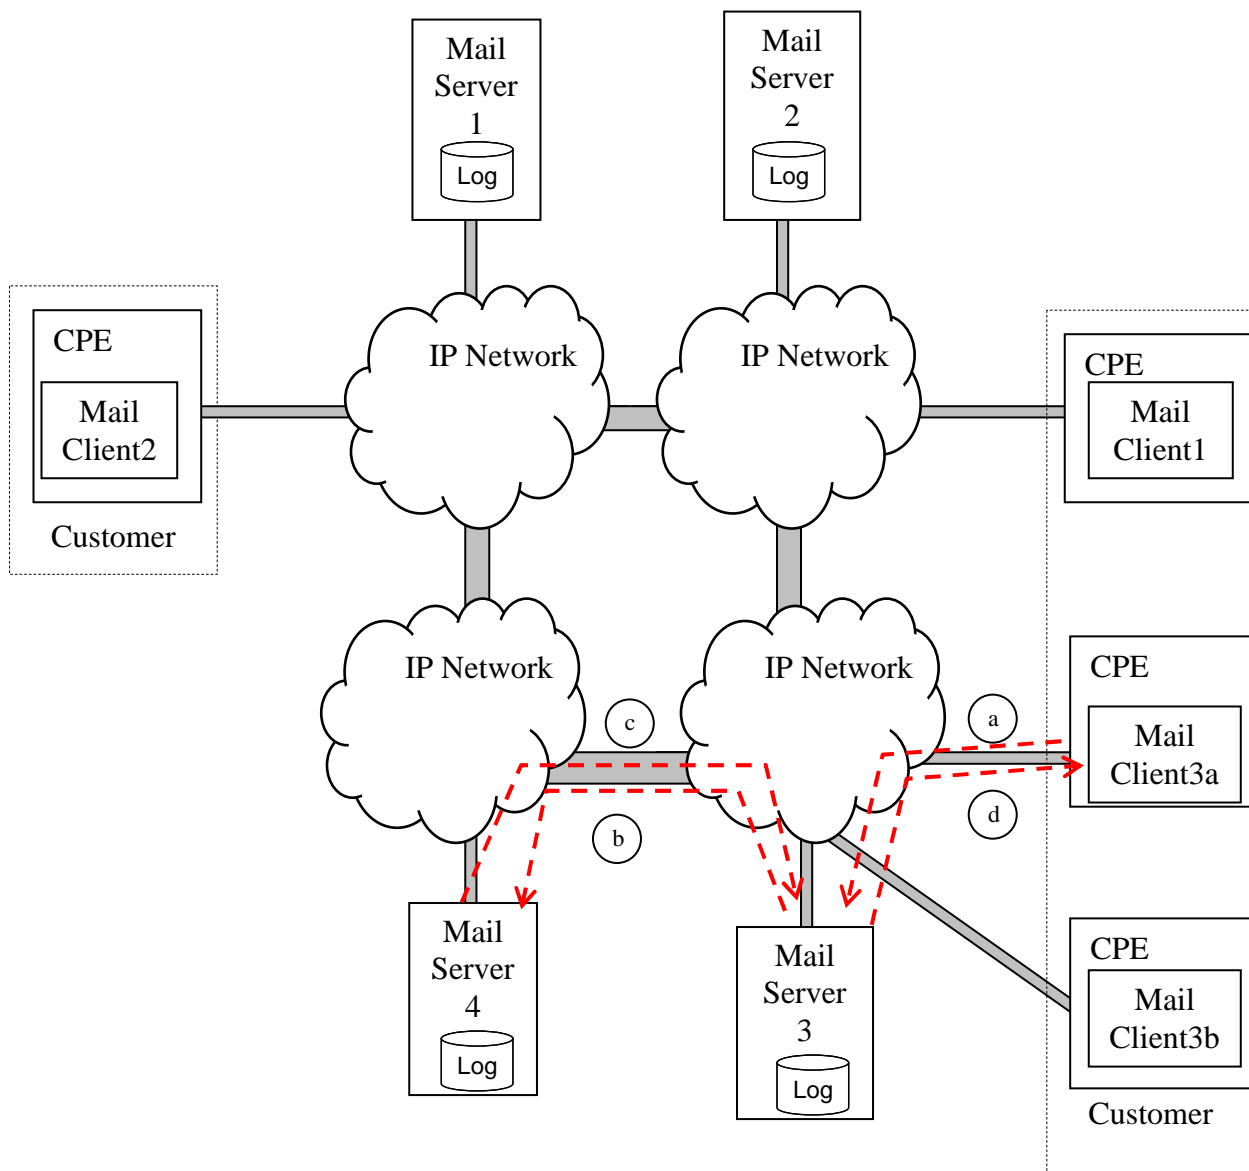 Mail
Server
1
Log
Mail
Server
2
Log
CPE
Mail
Client2
Customer
IP Network
IP Network
CPE
Mail
Client1
IP Network
IP Network
c
b
a
d
CPE
Mail
Client3a
Mail
Server
4
Log
Mail
Server
3
Log
CPE
Mail
Client3b
Customer